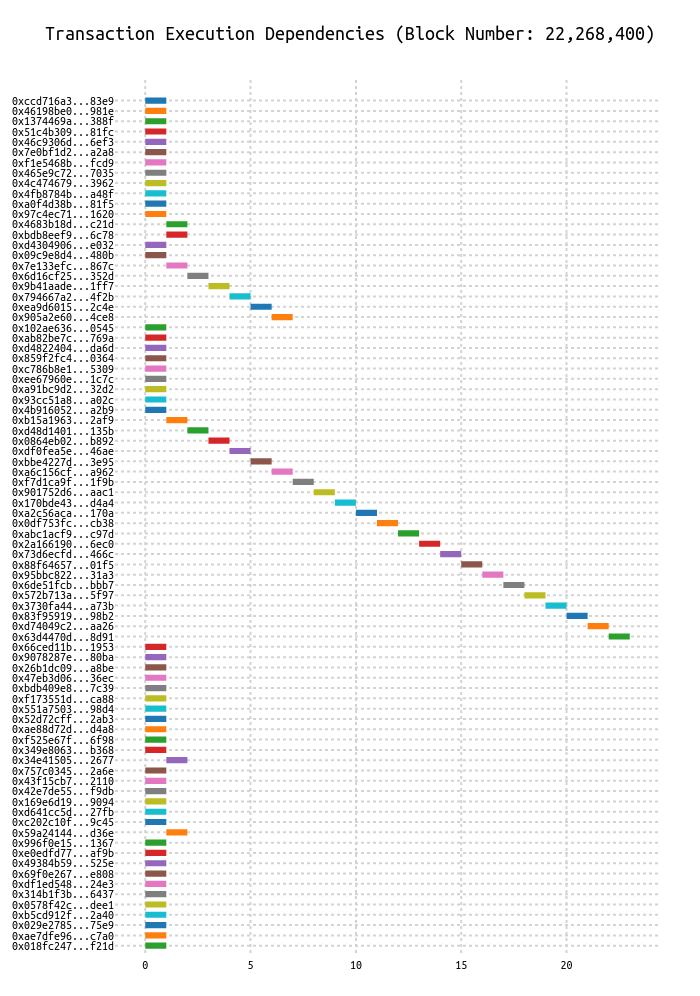 Transaction Execution Dependencies (Block Number: 22,268,400)
0xccd716a3...83e9
0x46198be0...981e
0x1374469a...388f
0x51c4b309...81fc
0x46c9306d...6ef3
0x7e0bf1d2...a2a8
0xf1e5468b...fcd9
0x465e9c72...7035
0x4c474679...3962
0x4fb8784b...a48f
0xa0f4d38b...81f5
0x97c4ec71...1620
0x4683b18d...c21d
0xbdb8eef9...6c78
0xd4304906...e032
0x09c9e8d4...480b
0x7e133efc...867c
0x6d16cf25...352d
0x9b41aade...1ff7
0x794667a2...4f2b
0xea9d6015...2c4e
0x905a2e60...4ce8
0x102ae636...0545
0xab82be7c...769a
0xd4822404...da6d
0x859f2fc4...0364
0xc786b8e1...5309
0xee67960e...1c7c
0xa91bc9d2...32d2
0x93cc51a8...a02c
0x4b916052...a2b9
0xb15a1963...2af9
0xd48d1401...135b
0x0864eb02...b892
0xdf0fea5e...46ae
0xbbe4227d...3e95
0xa6c156cf...a962
0xf7d1ca9f...1f9b
0x901752d6...aac1
0x170bde43...d4a4
0xa2c56aca...170a
0x0df753fc...cb38
0xabc1acf9...c97d
0x2a166190...6ec0
0x73d6ecfd...466c
0x88f64657...01f5
0x95bbc822...31a3
0x6de51fcb...bbb7
0x572b713a...5f97
0x3730fa44...a73b
0x83f95919...98b2
0xd74049c2...aa26
0x63d4470d...8d91
0x66ced11b...1953
0x9078287e...80ba
0x26b1dc09...a8be
0x47eb3d06...36ec
0xbdb409e8...7c39
0xf173551d...ca88
0x551a7503...98d4
0x52d72cff...2ab3
0xae88d72d...d4a8
0xf525e67f...6f98
0x349e8063...b368
0x34e41505...2677
0x757c0345...2a6e
0x43f15cb7...2110
0x42e7de55...f9db
0x169e6d19...9094
0xd641cc5d...27fb
0xc202c10f...9c45
0x59a24144...d36e
0x996f0e15...1367
0xe0edfd77...af9b
0x49384b59...525e
0x69f0e267...e808
0xdf1ed548...24e3
0x314b1f3b...6437
0x0578f42c...dee1
0xb5cd912f...2a40
0x029e2785...75e9
0xae7dfe96...c7a0
0x018fc247...f21d
0 5 10 15 20